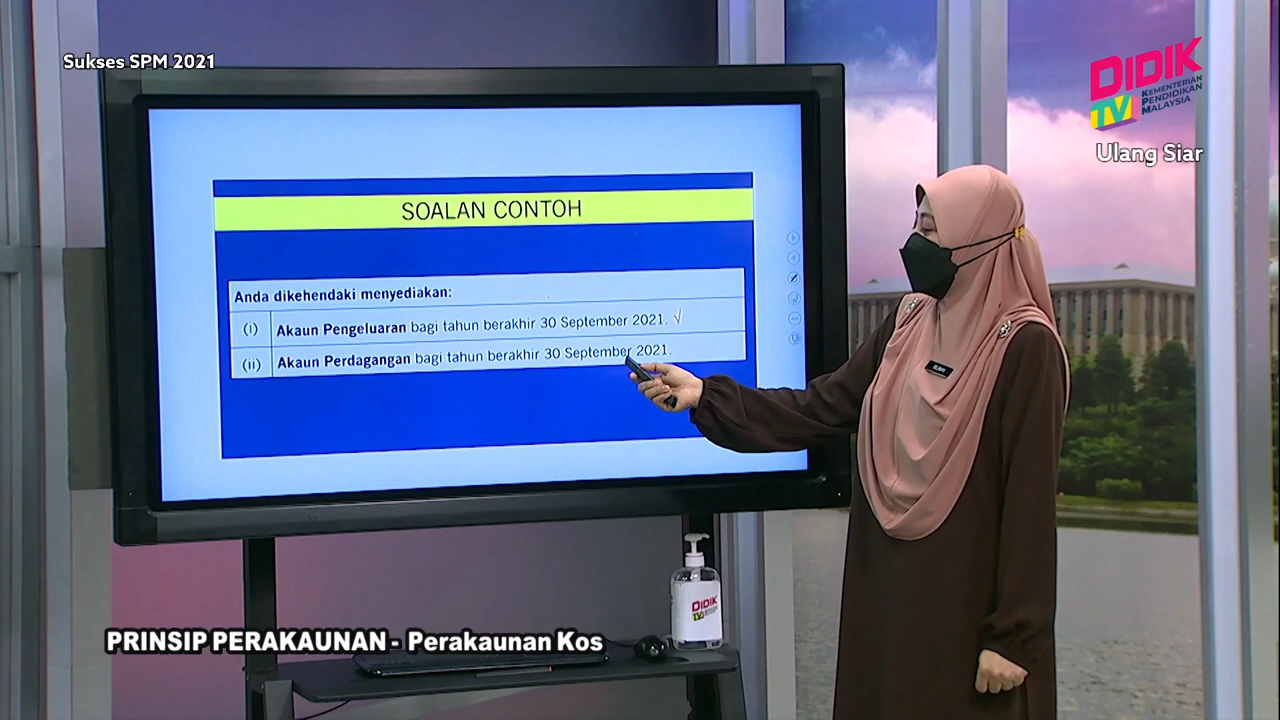 Sukses SPM 2021
DIDIK
TV
KEMENTERIAN
PENDIDIKAN
MALAYSIA
Ulang Siar
SOALAN CONTOH
Anda dikehendaki menyediakan:
(i) Akaun Pengeluaran bagi tahun berakhir 30 September 2021. √
(ii) Akaun Perdagangan bagi tahun berakhir 30 September 2021.
DIDIK
TV
PRINSIP PERAKAUNAN - Perakaunan Kos